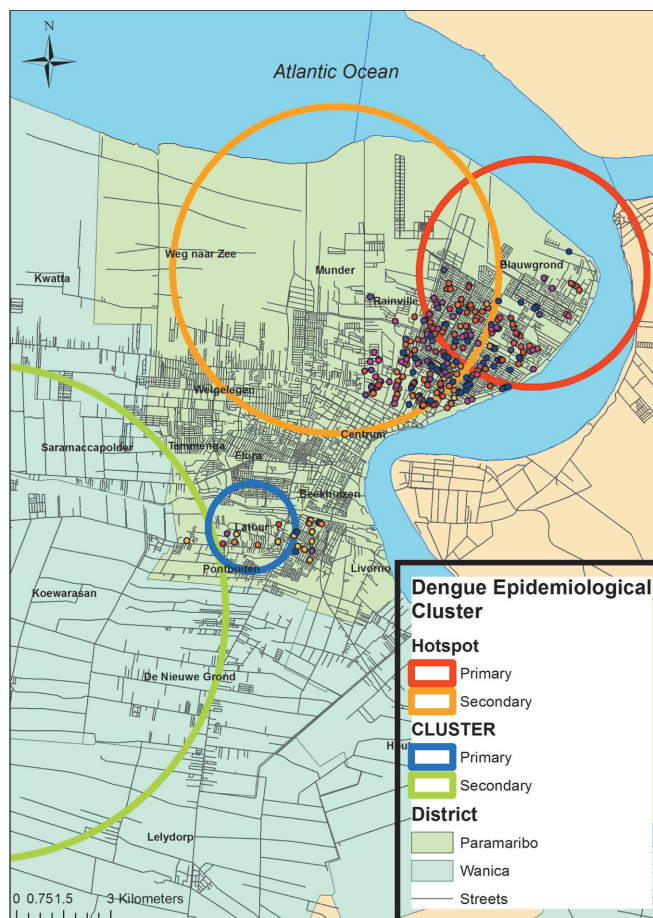 N
Atlantic Ocean
Weg naar Zee
Munder
Blauwgrond
Kwatta
Rainville
Welgelegen
Centrum
Saramaccapolder
Tammenga
Flora
Beekhuizen
Latour
Pontbuiten
Livorno
Koewarasan
De Nieuwe Grond
Lelydorp
0 0.75 1.5 3 Kilometers
Dengue Epidemiological
Cluster
Hotspot
Primary
Secondary
CLUSTER
Primary
Secondary
District
Paramaribo
Wanica
Streets